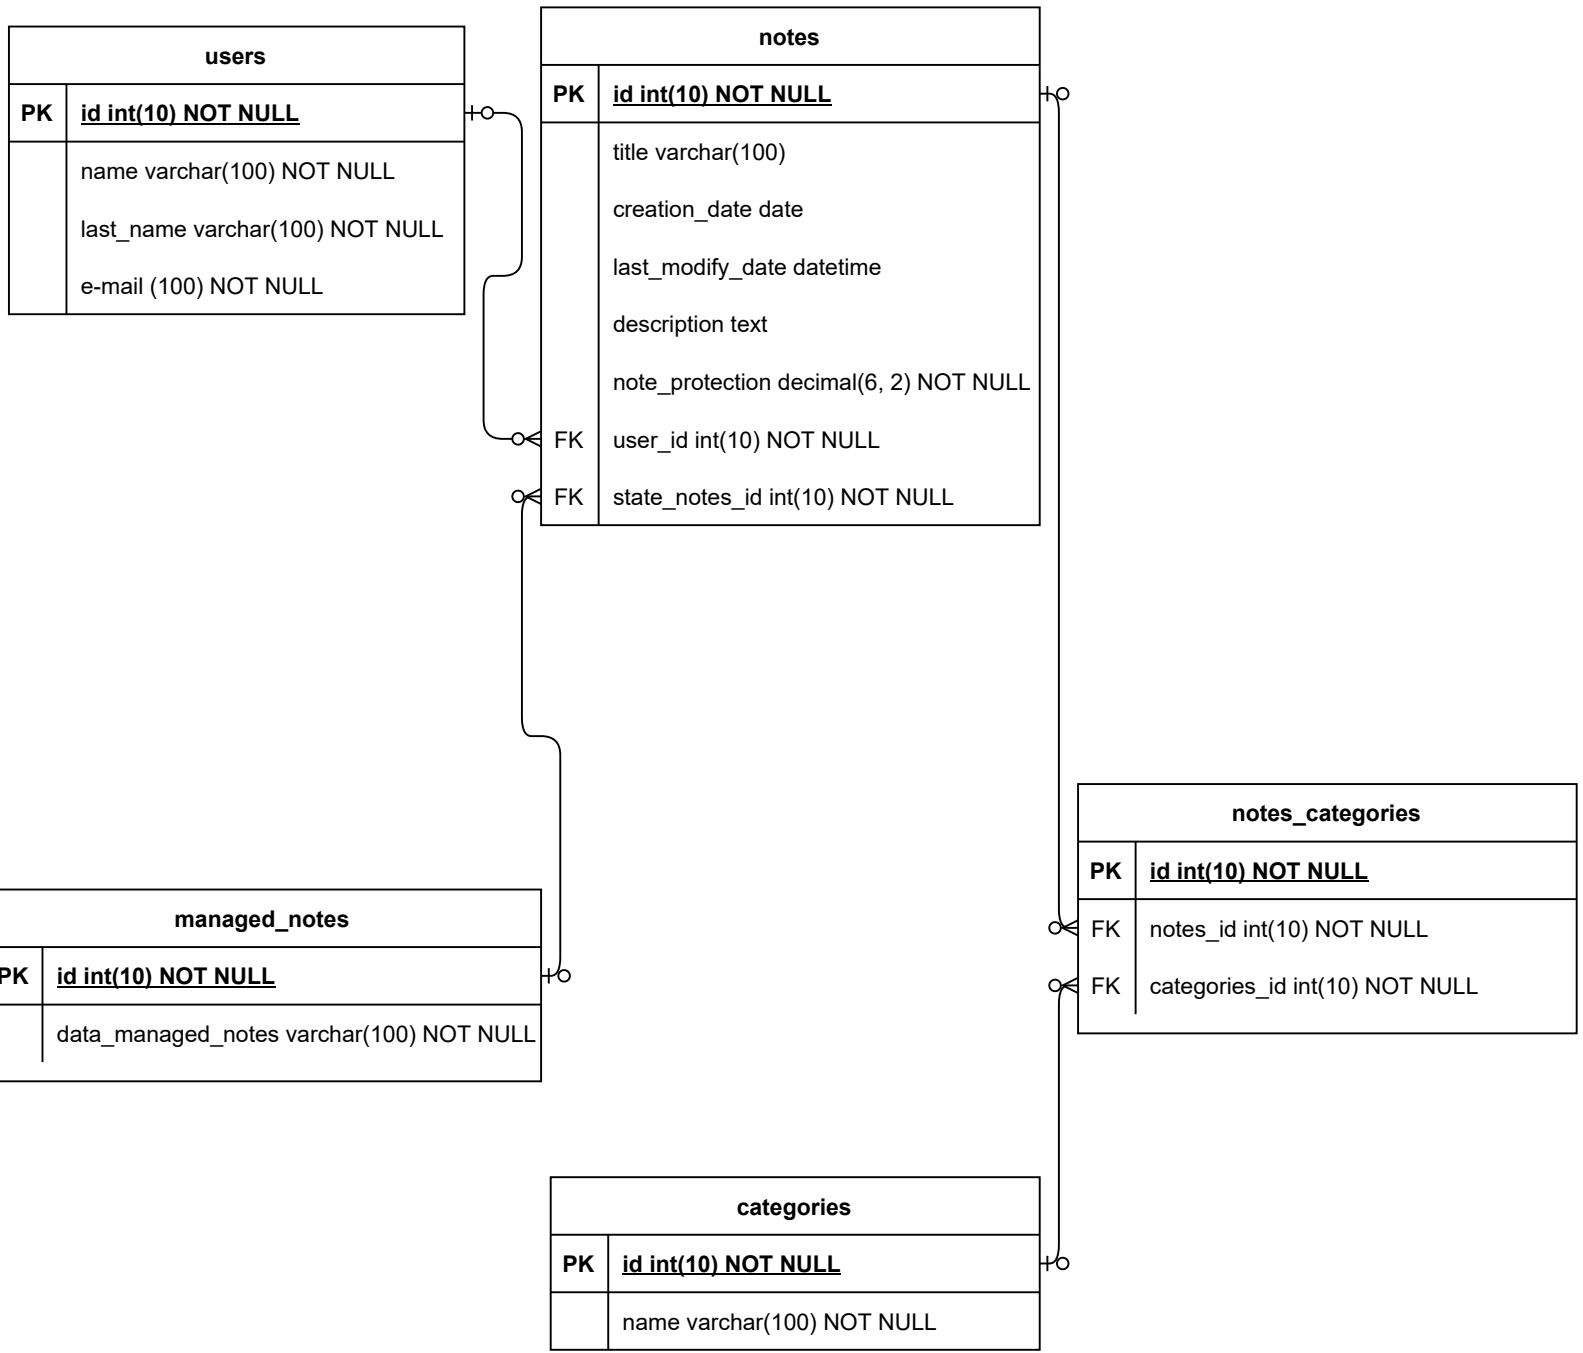 users
PK id int(10) NOT NULL
name varchar(100) NOT NULL
last_name varchar(100) NOT NULL
e-mail (100) NOT NULL
notes
PK id int(10) NOT NULL
title varchar(100)
creation_date date
last_modify_date datetime
description text
note_protection decimal(6, 2) NOT NULL
FK user_id int(10) NOT NULL
FK state_notes_id int(10) NOT NULL
notes_categories
PK id int(10) NOT NULL
FK notes_id int(10) NOT NULL
FK categories_id int(10) NOT NULL
managed_notes
PK id int(10) NOT NULL
data_managed_notes varchar(100) NOT NULL
categories
PK id int(10) NOT NULL
name varchar(100) NOT NULL